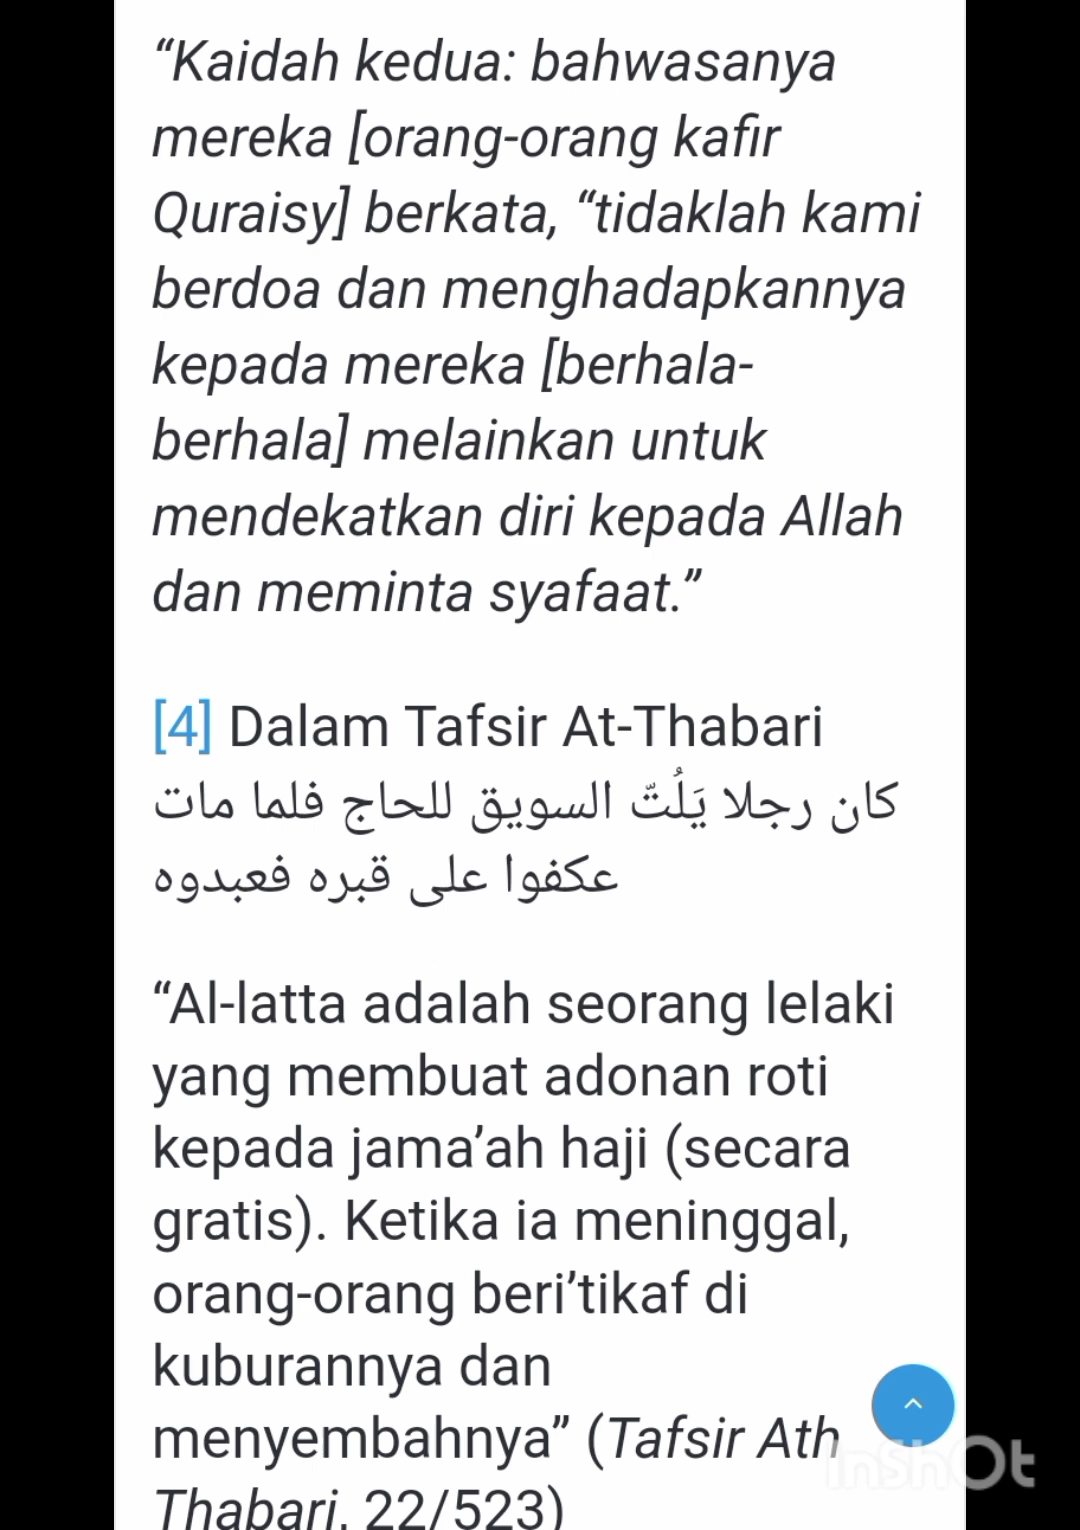 “Kaidah kedua: bahwasanya
mereka [orang-orang kafir
Quraisy] berkata, “tidaklah kami
berdoa dan menghadapkannya
kepada mereka [berhala-
berhala] melainkan untuk
mendekatkan diri kepada Allah
dan meminta syafaat.”
[4] Dalam Tafsir At-Thabari
كان رجلا يَلُتّ السويق للحاج فلما مات
عكفوا على قبره فعبدوه
“Al-latta adalah seorang lelaki
yang membuat adonan roti
kepada jama’ah haji (secara
gratis). Ketika ia meninggal,
orang-orang beri’tikaf di
kuburannya dan
menyembahnya” (Tafsir Ath
Thabari, 22/523)
InShOt